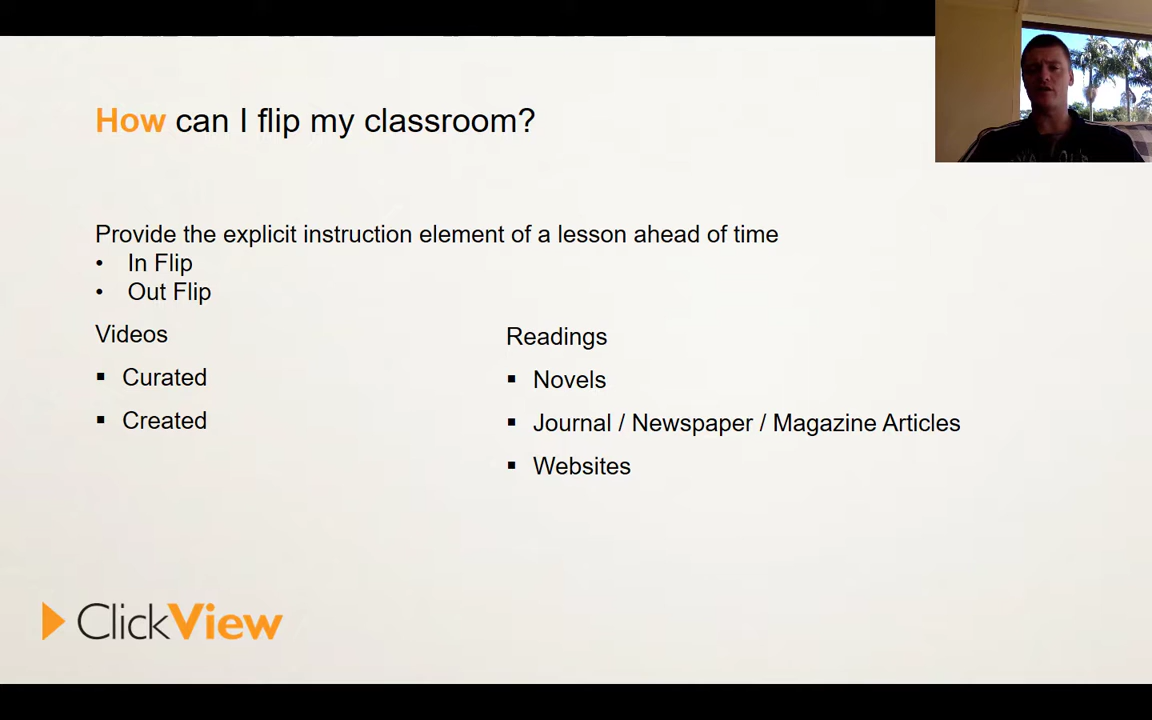 How can I flip my classroom?
Provide the explicit instruction element of a lesson ahead of time
• In Flip
• Out Flip
Videos
▪ Curated
▪ Created
Readings
▪ Novels
▪ Journal / Newspaper / Magazine Articles
▪ Websites
ClickView